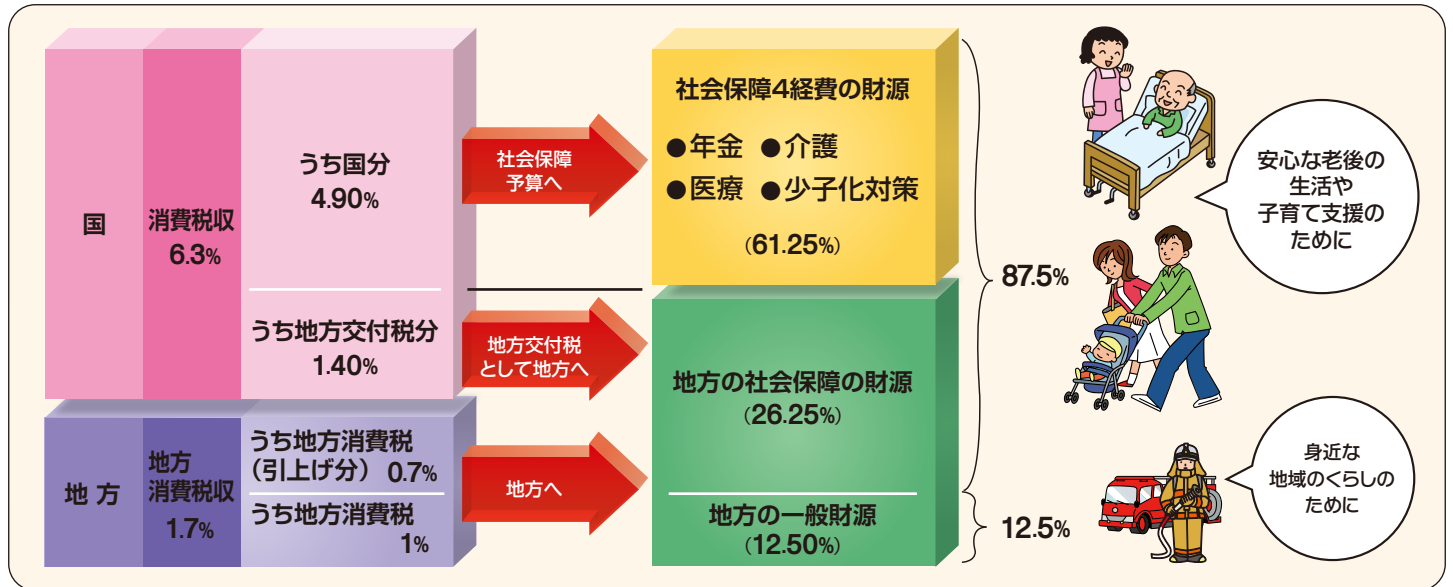 国
消費税収
6.3%
うち国分
4.90%
うち地方交付税分
1.40%
地方
地方
消費税収
1.7%
うち地方消費税
（引上げ分） 0.7%
うち地方消費税
1%
社会保障
予算へ
地方交付税
として地方へ
地方へ
社会保障4経費の財源
●年金 ●介護
●医療 ●少子化対策
（61.25%）
地方の社会保障の財源
（26.25%）
地方の一般財源
（12.50%）
87.5%
12.5%
安心な老後の
生活や
子育て支援の
ために
身近な
地域のくらしの
ために